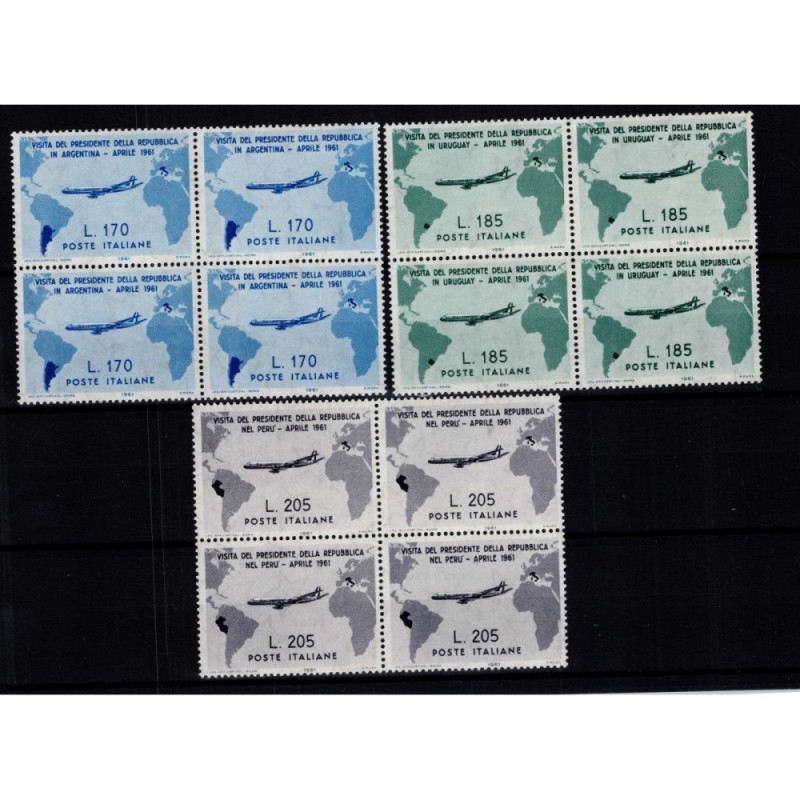 VISITA DEL PRESIDENTE DELLA REPUBBLICA
IN ARGENTINA - APRILE 1961
L. 170
POSTE ITALIANE
1961
VISITA DEL PRESIDENTE DELLA REPUBBLICA
IN ARGENTINA - APRILE 1961
L. 170
POSTE ITALIANE
1961
VISITA DEL PRESIDENTE DELLA REPUBBLICA
IN URUGUAY - APRILE 1961
L. 185
POSTE ITALIANE
1961
VISITA DEL PRESIDENTE DELLA REPUBBLICA
IN URUGUAY - APRILE 1961
L. 185
POSTE ITALIANE
1961
VISITA DEL PRESIDENTE DELLA REPUBBLICA
IN ARGENTINA - APRILE 1961
L. 170
POSTE ITALIANE
1961
VISITA DEL PRESIDENTE DELLA REPUBBLICA
IN ARGENTINA - APRILE 1961
L. 170
POSTE ITALIANE
1961
VISITA DEL PRESIDENTE DELLA REPUBBLICA
IN URUGUAY - APRILE 1961
L. 185
POSTE ITALIANE
1961
VISITA DEL PRESIDENTE DELLA REPUBBLICA
IN URUGUAY - APRILE 1961
L. 185
POSTE ITALIANE
1961
VISITA DEL PRESIDENTE DELLA REPUBBLICA
NEL PERU' - APRILE 1961
L. 205
POSTE ITALIANE
1961
VISITA DEL PRESIDENTE DELLA REPUBBLICA
NEL PERU' - APRILE 1961
L. 205
POSTE ITALIANE
1961
VISITA DEL PRESIDENTE DELLA REPUBBLICA
NEL PERU' - APRILE 1961
L. 205
POSTE ITALIANE
1961
VISITA DEL PRESIDENTE DELLA REPUBBLICA
NEL PERU' - APRILE 1961
L. 205
POSTE ITALIANE
1961